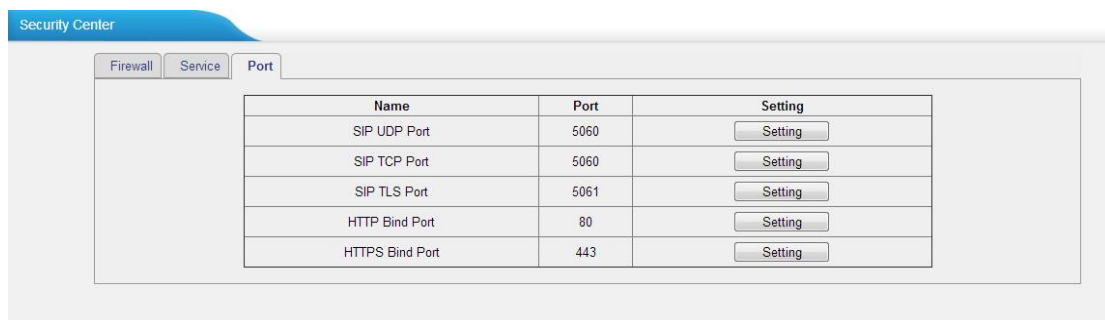 Security Center
Firewall Service Port
Name Port Setting
SIP UDP Port 5060 Setting
SIP TCP Port 5060 Setting
SIP TLS Port 5061 Setting
HTTP Bind Port 80 Setting
HTTPS Bind Port 443 Setting